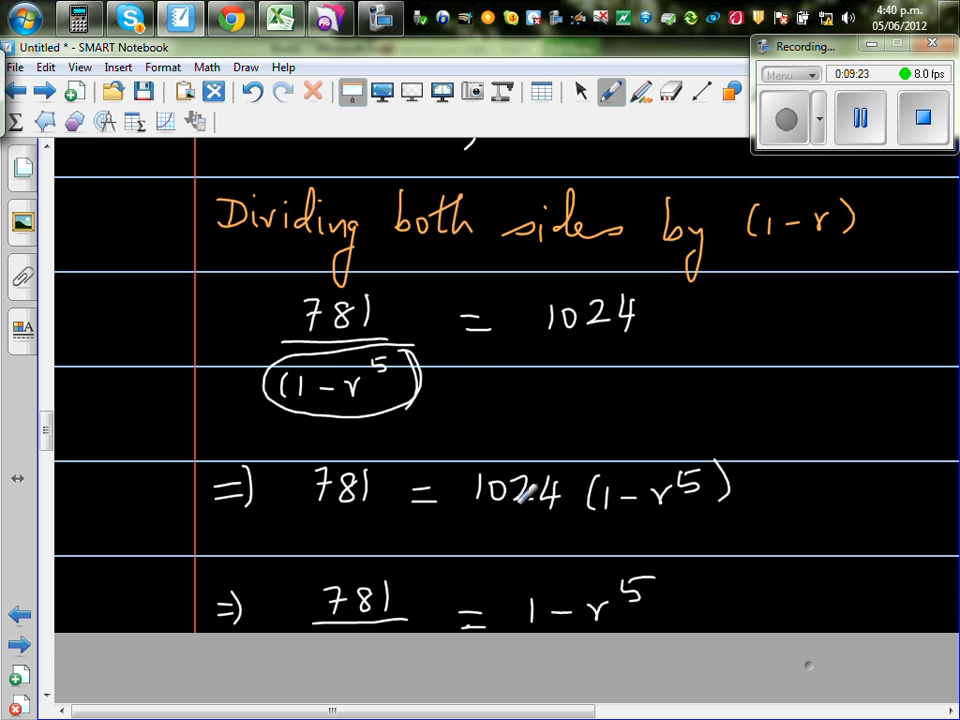 4:40 p.m.
05/06/2012
Untitled * - SMART Notebook
Recording...
File Edit View Insert Format Math Draw Help
Menu 0:09:23 8.0 fps
Dividing both sides by (1-r)
781 = 1024
(1-r⁵)
=) 781 = 1024 (1-r⁵)
=) 781 = 1-r⁵